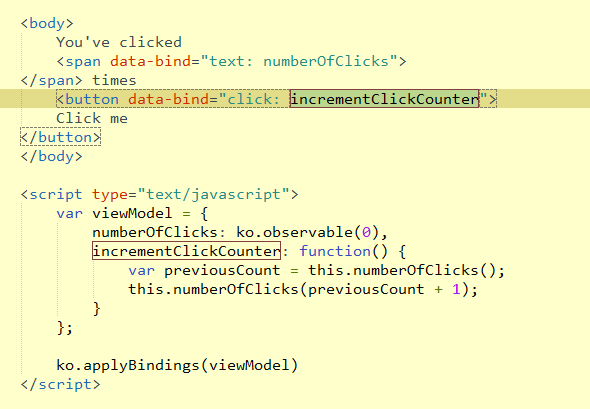 <body>
    You've clicked
    <span data-bind="text: numberOfClicks">
</span> times
    <button data-bind="click: incrementClickCounter">
    Click me
</button>
</body>

<script type="text/javascript">
    var viewModel = {
        numberOfClicks: ko.observable(0),
        incrementClickCounter: function() {
            var previousCount = this.numberOfClicks();
            this.numberOfClicks(previousCount + 1);
        }
    };

    ko.applyBindings(viewModel)
</script>